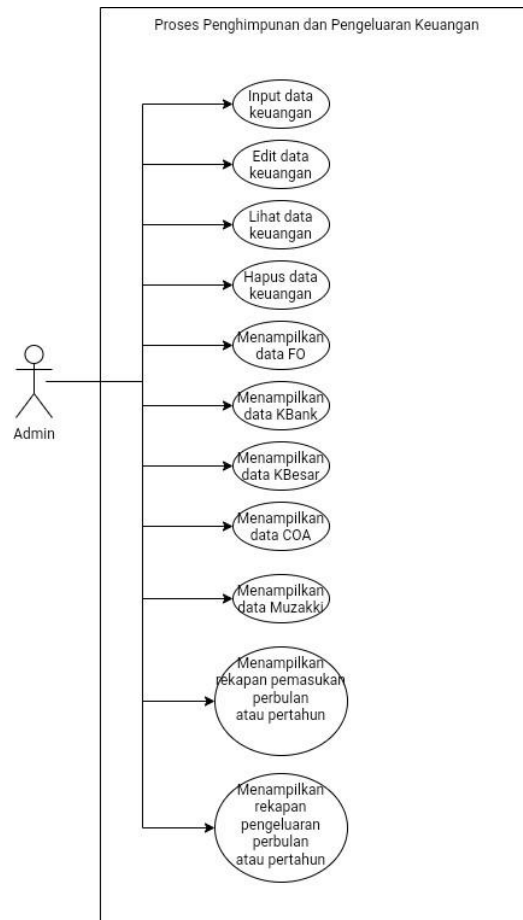 Proses Penghimpunan dan Pengeluaran Keuangan
Input data
keuangan
Edit data
keuangan
Lihat data
keuangan
Hapus data
keuangan
Menampilkan
data FO
Menampilkan
data KBank
Menampilkan
data KBesar
Menampilkan
data COA
Menampilkan
data Muzakki
Menampilkan
rekapan pemasukan
perbulan
atau pertahun
Menampilkan
rekapan
pengeluaran
perbulan
atau pertahun
Admin